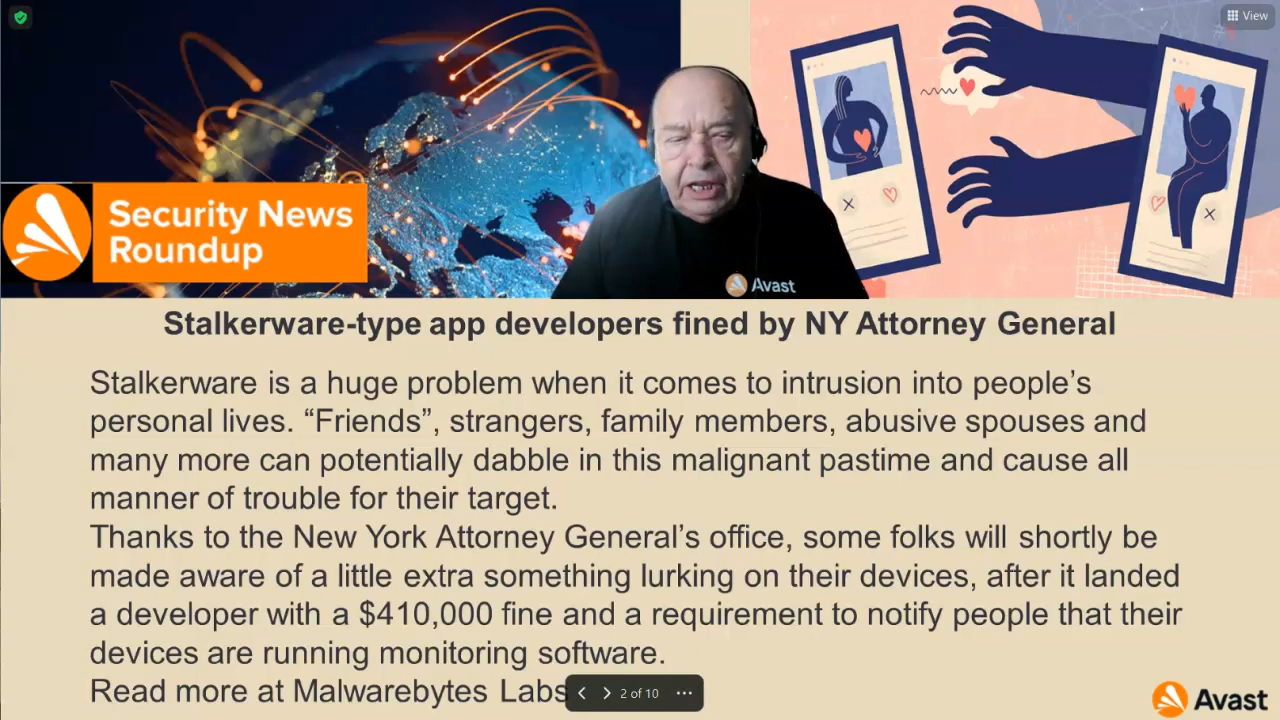 View
Security News
Roundup
Avast
Stalkerware-type app developers fined by NY Attorney General
Stalkerware is a huge problem when it comes to intrusion into people’s
personal lives. “Friends”, strangers, family members, abusive spouses and
many more can potentially dabble in this malignant pastime and cause all
manner of trouble for their target.
Thanks to the New York Attorney General’s office, some folks will shortly be
made aware of a little extra something lurking on their devices, after it landed
a developer with a $410,000 fine and a requirement to notify people that their
devices are running monitoring software.
Read more at Malwarebytes Labs
2 of 10
Avast